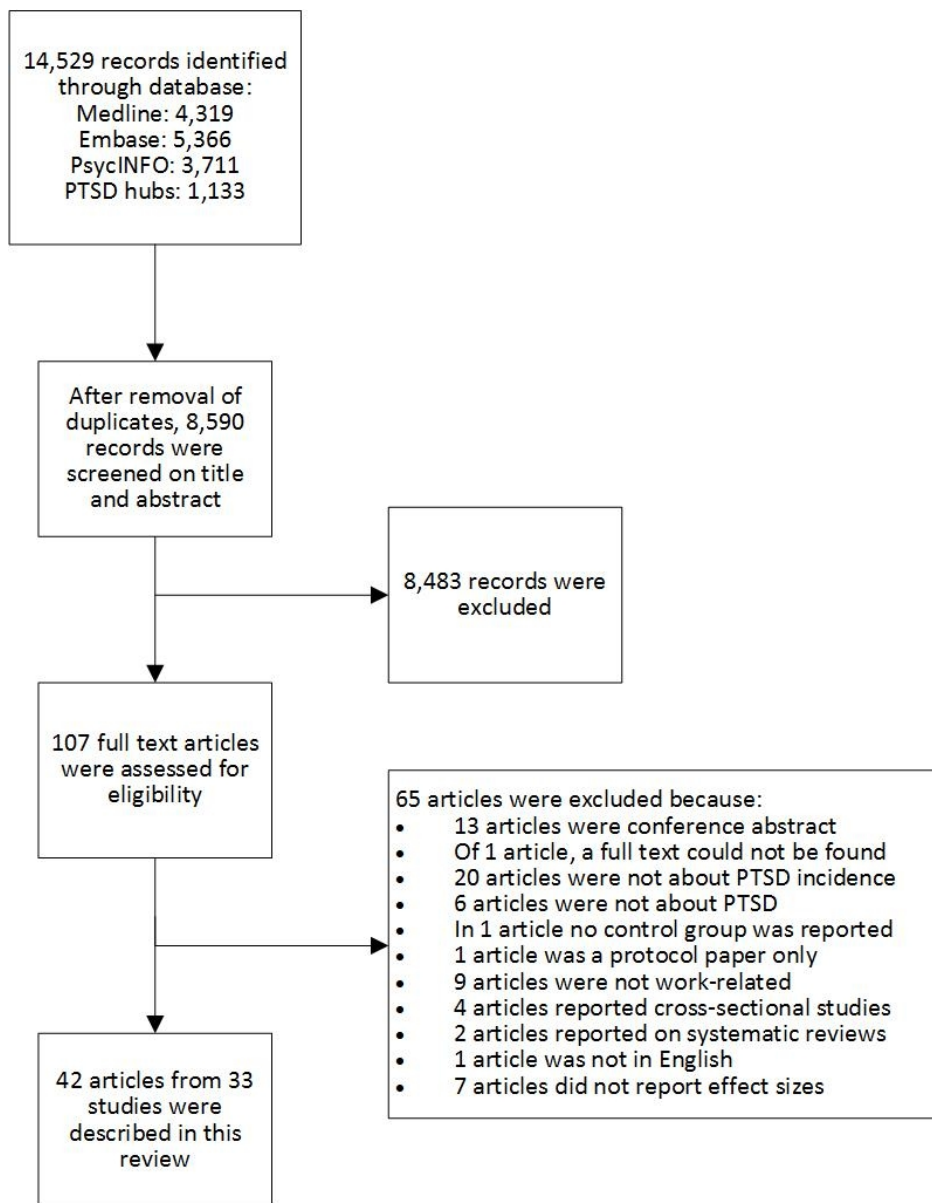 14,529 records identified
through database:
Medline: 4,319
Embase: 5,366
PsycINFO: 3,711
PTSD hubs: 1,133
After removal of
duplicates, 8,590
records were
screened on title
and abstract
8,483 records were
excluded
107 full text articles
were assessed for
eligibility
65 articles were excluded because:
• 13 articles were conference abstract
• Of 1 article, a full text could not be found
• 20 articles were not about PTSD incidence
• 6 articles were not about PTSD
• In 1 article no control group was reported
• 1 article was a protocol paper only
• 9 articles were not work-related
• 4 articles reported cross-sectional studies
• 2 articles reported on systematic reviews
• 1 article was not in English
• 7 articles did not report effect sizes
42 articles from 33
studies were
described in this
review